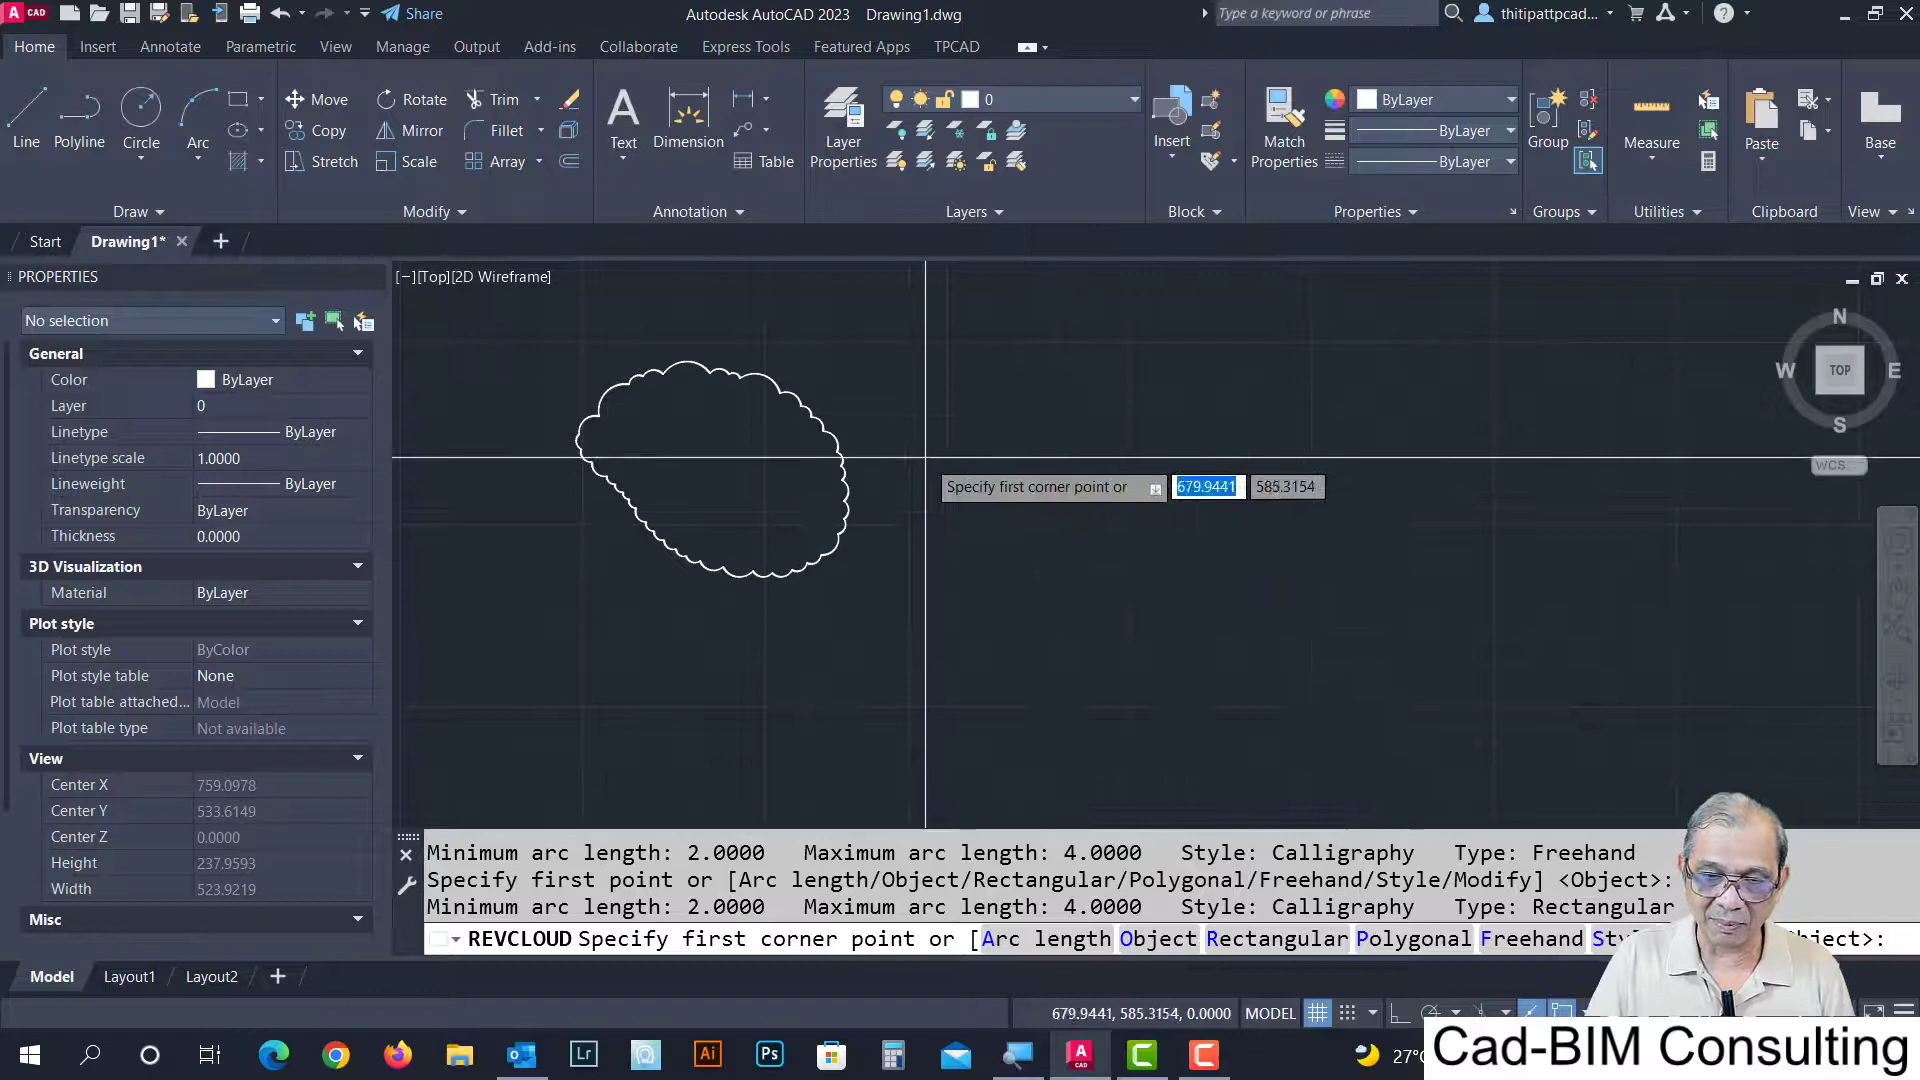 CAD
Share
Autodesk AutoCAD 2023 Drawing1.dwg
Type a keyword or phrase
thitipattpcad...
Home Insert Annotate Parametric View Manage Output Add-ins Collaborate Express Tools Featured Apps TPCAD
Line Polyline Circle Arc
Move Rotate Trim
Copy Mirror Fillet
Stretch Scale Array
Text Dimension Table
Layer Properties
0
Insert
Match Properties
ByLayer
ByLayer
ByLayer
Group
Measure
Paste
Base
Draw Modify Annotation Layers Block Properties Groups Utilities Clipboard View
Start Drawing1*
PROPERTIES
[−][Top][2D Wireframe]
No selection
General
Color ByLayer
Layer 0
Linetype ByLayer
Linetype scale 1.0000
Lineweight ByLayer
Transparency ByLayer
Thickness 0.0000
3D Visualization
Material ByLayer
Plot style
Plot style ByColor
Plot style table None
Plot table attached... Model
Plot table type Not available
View
Center X 759.0978
Center Y 533.6149
Center Z 0.0000
Height 237.9593
Width 523.9219
Misc
N
W TOP E
S
WCS
Specify first corner point or 679.9441 585.3154
Minimum arc length: 2.0000 Maximum arc length: 4.0000 Style: Calligraphy Type: Freehand
Specify first point or [Arc length/Object/Rectangular/Polygonal/Freehand/Style/Modify] <Object>:
Minimum arc length: 2.0000 Maximum arc length: 4.0000 Style: Calligraphy Type: Rectangular
REVCLOUD Specify first corner point or [Arc length Object Rectangular Polygonal Freehand
Model Layout1 Layout2
679.9441, 585.3154, 0.0000 MODEL
Lr Ai Ps
CAD
27°
Cad-BIM Consulting